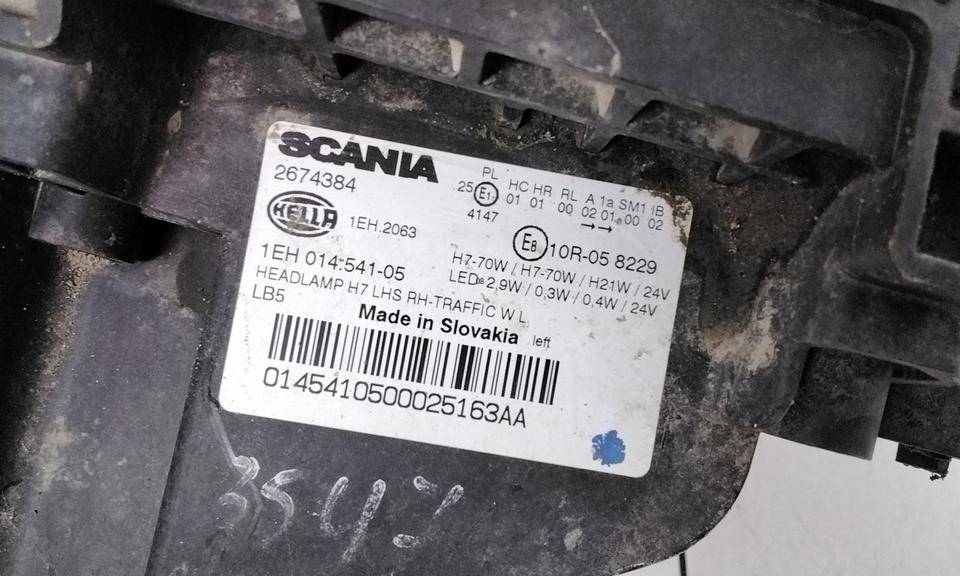 SCANIA
2674384
HELLA
1EH.2063
PL HC HR RL A 1a SM1 IB
25 E1 01 01 00 02 01 00 02
4147 →→
E8 10R-05 8229
1EH 014.541-05
H7-70W / H7-70W / H21W / 24V
LED 2,9W / 0,3W / 0,4W / 24V
HEADLAMP H7 LHS RH-TRAFFIC W L
LB5
Made in Slovakia left
0145410500025163AA